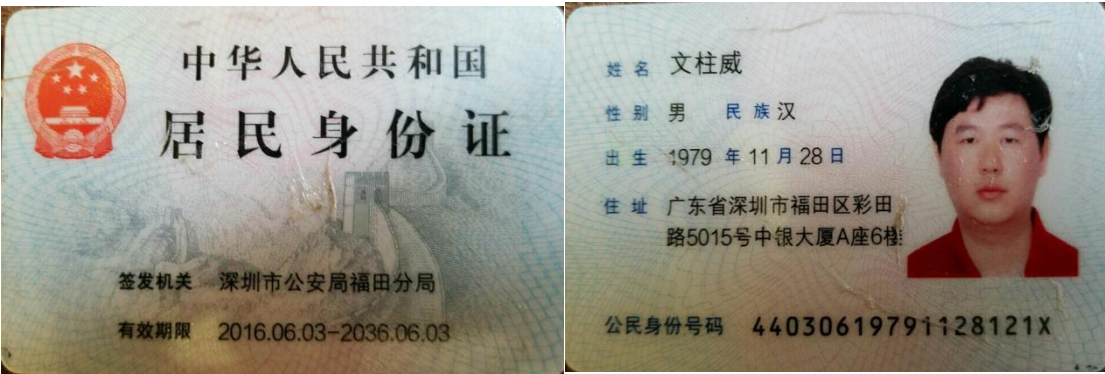 中华人民共和国
居民身份证
签发机关 深圳市公安局福田分局
有效期限 2016.06.03-2036.06.03
姓名 文柱威
性别 男 民族 汉
出生 1979 年 11 月 28 日
住址 广东省深圳市福田区彩田
路5015号中银大厦A座6楼
公民身份号码 44030619791128121X